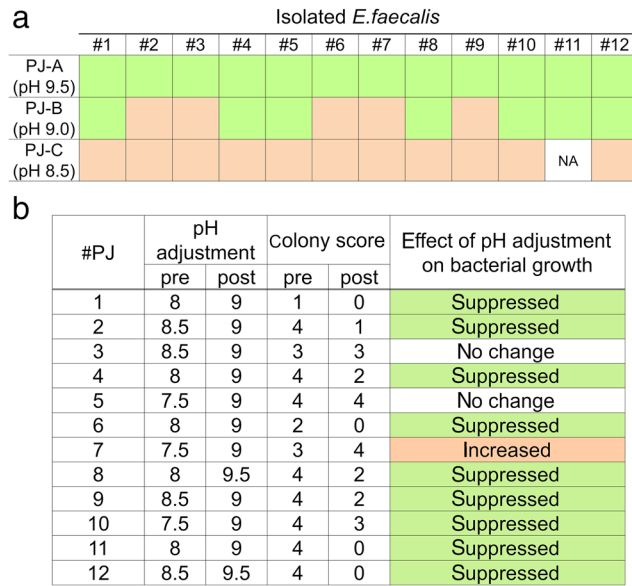 a
Isolated E.faecalis
#1 #2 #3 #4 #5 #6 #7 #8 #9 #10 #11 #12
PJ-A
(pH 9.5)
PJ-B
(pH 9.0)
PJ-C
(pH 8.5)
NA
b
#PJ
pH
adjustment
Colony score
Effect of pH adjustment
on bacterial growth
pre post pre post
1 8 9 1 0 Suppressed
2 8.5 9 4 1 Suppressed
3 8.5 9 3 3 No change
4 8 9 4 2 Suppressed
5 7.5 9 4 4 No change
6 8 9 2 0 Suppressed
7 7.5 9 3 4 Increased
8 8 9.5 4 2 Suppressed
9 8.5 9 4 2 Suppressed
10 7.5 9 4 3 Suppressed
11 8 9 4 0 Suppressed
12 8.5 9.5 4 0 Suppressed